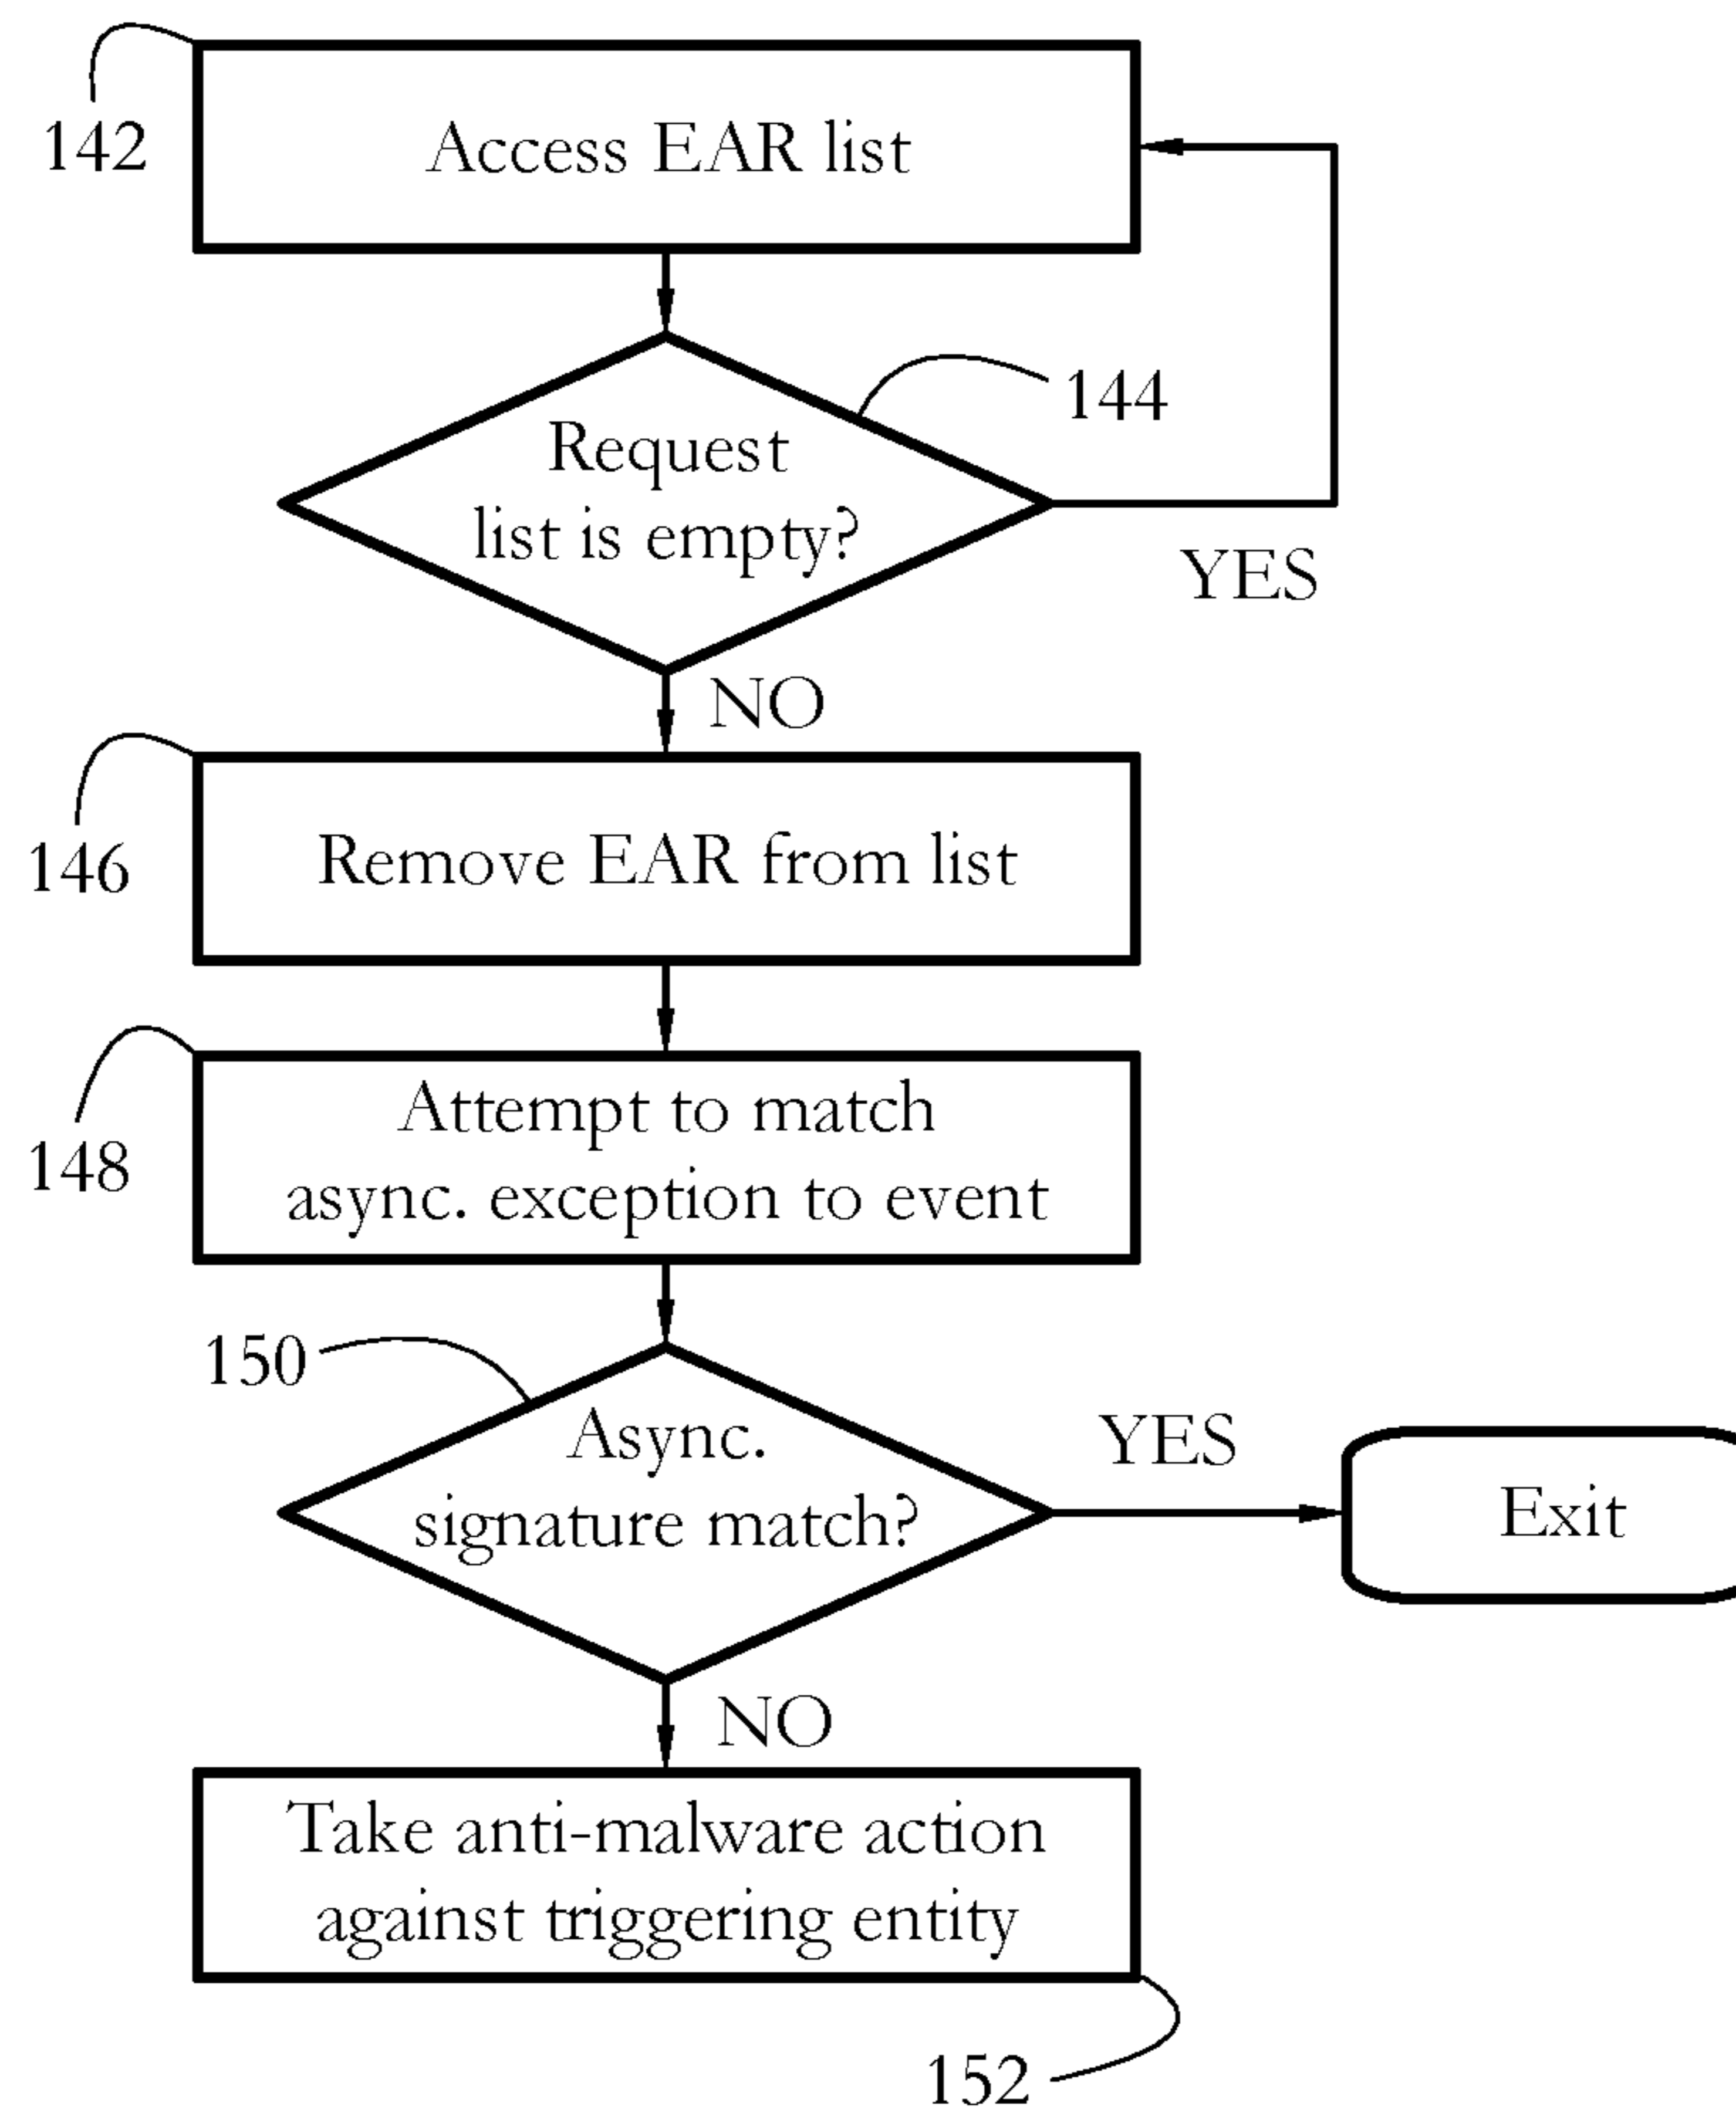 142
Access EAR list
144
Request
list is empty?
YES
NO
146
Remove EAR from list
148
Attempt to match
async. exception to event
150
Async.
signature match?
YES
Exit
NO
Take anti-malware action
against triggering entity
152